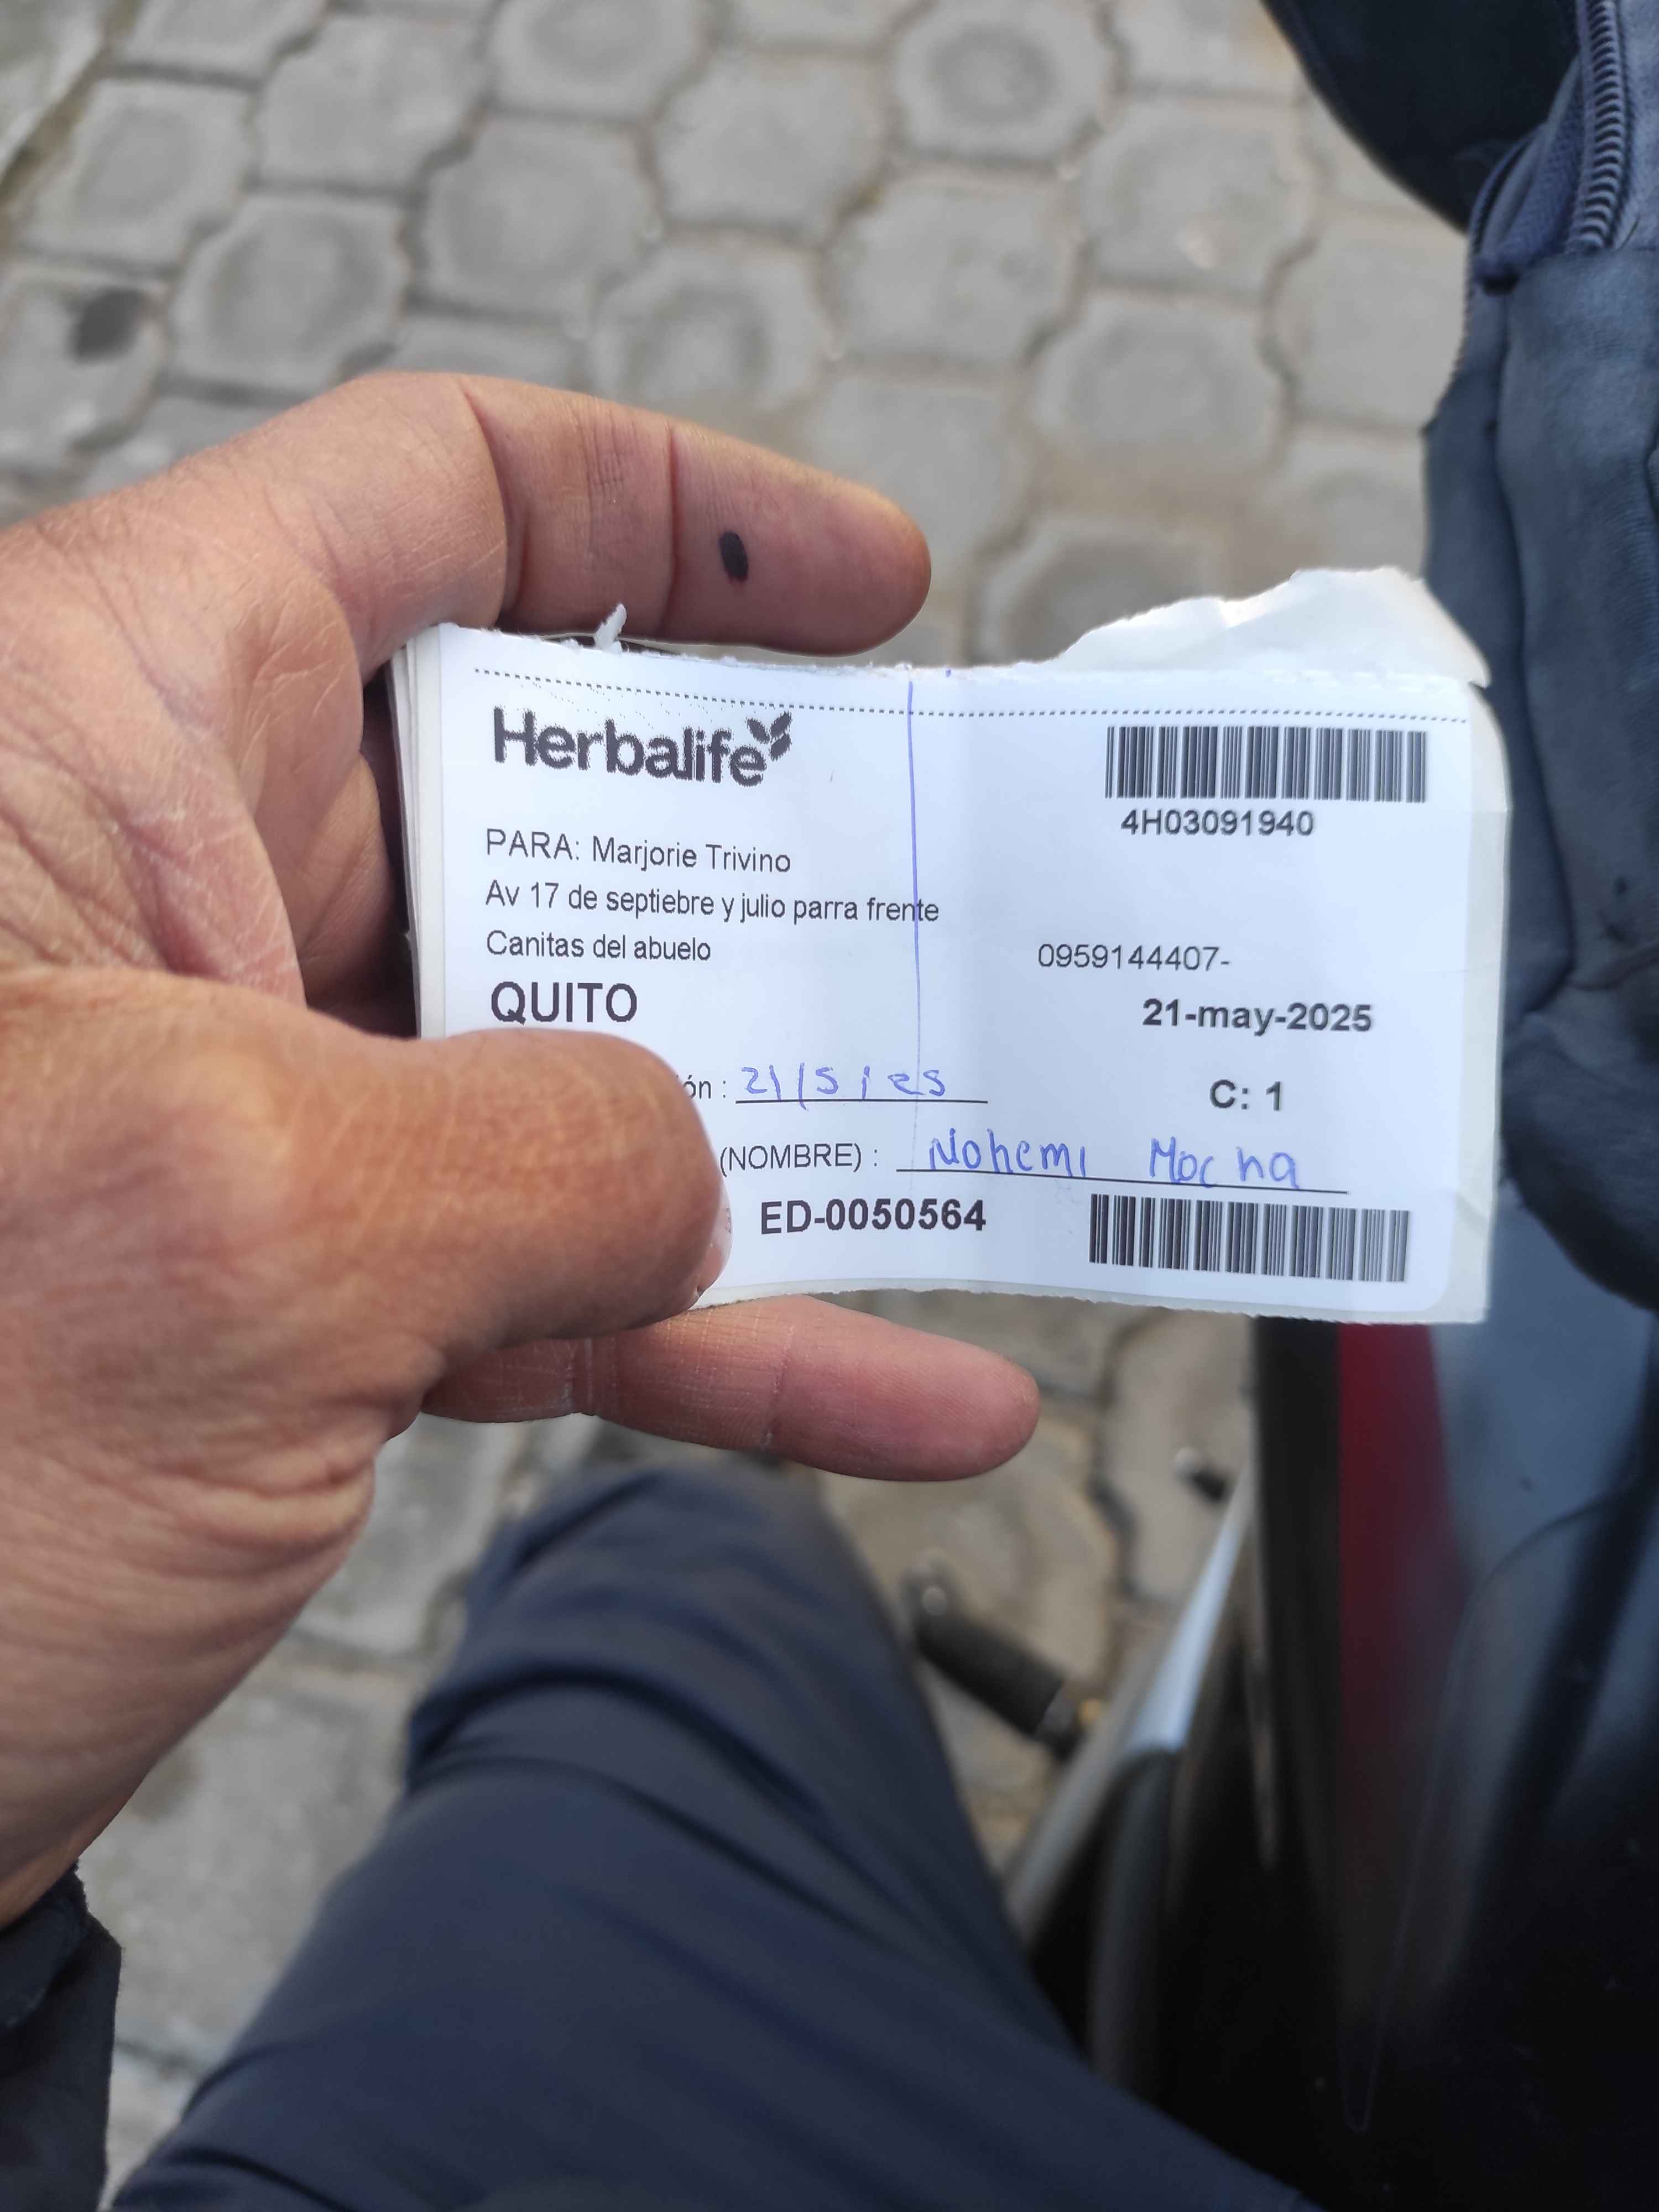 Herbalife
4H03091940
PARA: Marjorie Trivino
Av 17 de septiebre y julio parra frente
Canitas del abuelo
0959144407-
QUITO
21-may-2025
ón : 21/5/25
C: 1
(NOMBRE) : Nohemi Mocha
ED-0050564